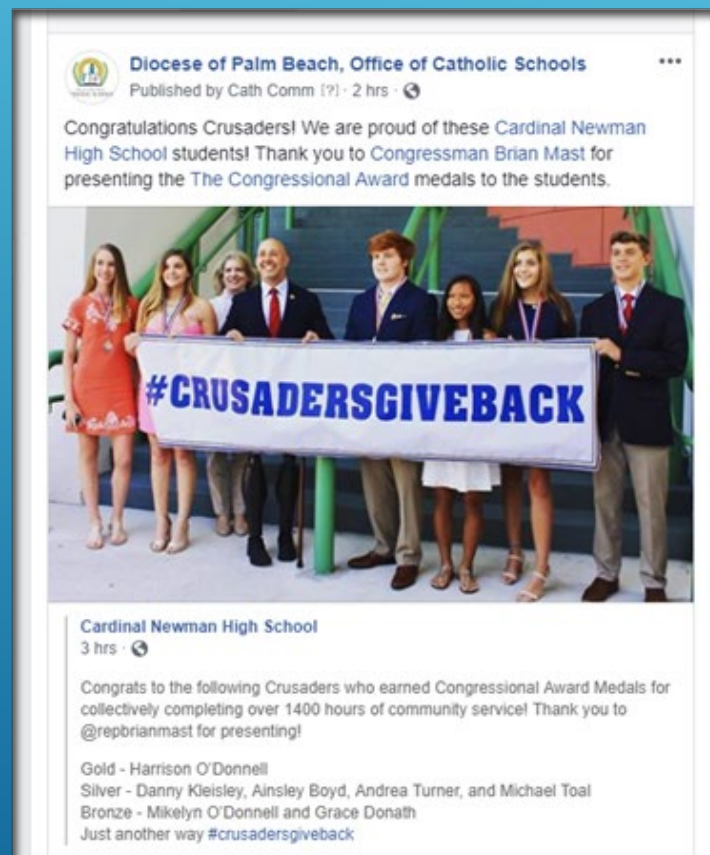 Diocese of Palm Beach, Office of Catholic Schools
Published by Cath Comm [?] · 2 hrs ·
Congratulations Crusaders! We are proud of these Cardinal Newman
High School students! Thank you to Congressman Brian Mast for
presenting the The Congressional Award medals to the students.
#CRUSADERSGIVEBACK
Cardinal Newman High School
3 hrs ·
Congrats to the following Crusaders who earned Congressional Award Medals for
collectively completing over 1400 hours of community service! Thank you to
@repbrianmast for presenting!
Gold - Harrison O'Donnell
Silver - Danny Kleisley, Ainsley Boyd, Andrea Turner, and Michael Toal
Bronze - Mikelyn O'Donnell and Grace Donath
Just another way #crusadersgiveback